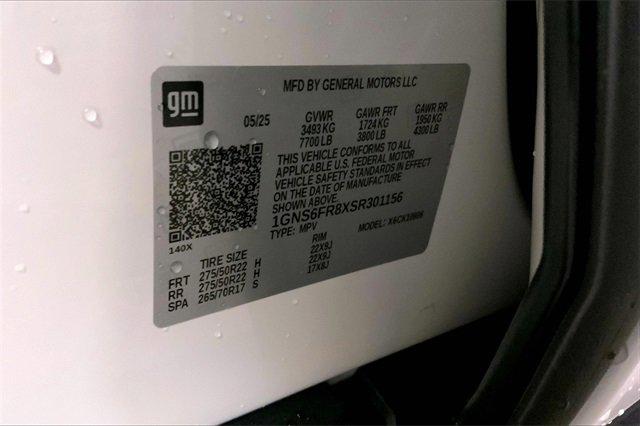 gm
MFD BY GENERAL MOTORS LLC
05/25
GVWR GAWR FRT GAWR RR
3493 KG 1724 KG 1950 KG
7700 LB 3800 LB 4300 LB
THIS VEHICLE CONFORMS TO ALL
APPLICABLE U.S. FEDERAL MOTOR
VEHICLE SAFETY STANDARDS IN EFFECT
ON THE DATE OF MANUFACTURE
SHOWN ABOVE.
1GNS6FR8XSR301156
TYPE: MPV MODEL:
140X
TIRE SIZE RIM
FRT 275/50R22 H 22X9J
RR 275/50R22 H 22X9J
SPA 265/70R17 S 17X8J